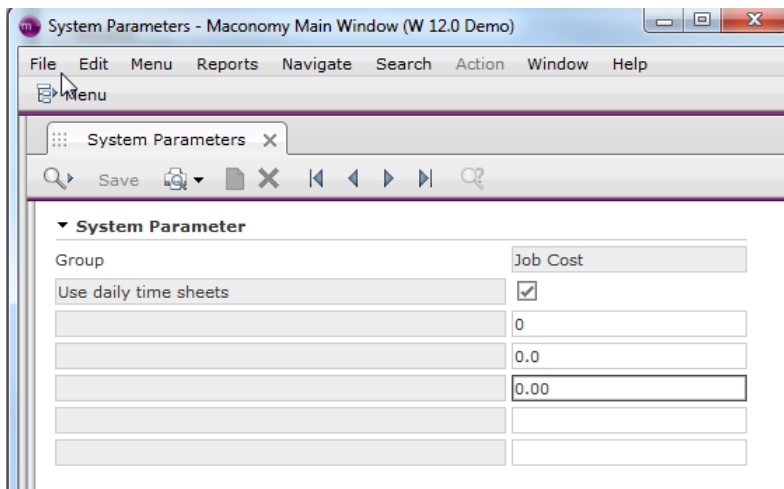 System Parameters - Maconomy Main Window (W 12.0 Demo)
File Edit Menu Reports Navigate Search Action Window Help
Menu
System Parameters
Save
System Parameter
Group Job Cost
Use daily time sheets
0
0.0
0.00